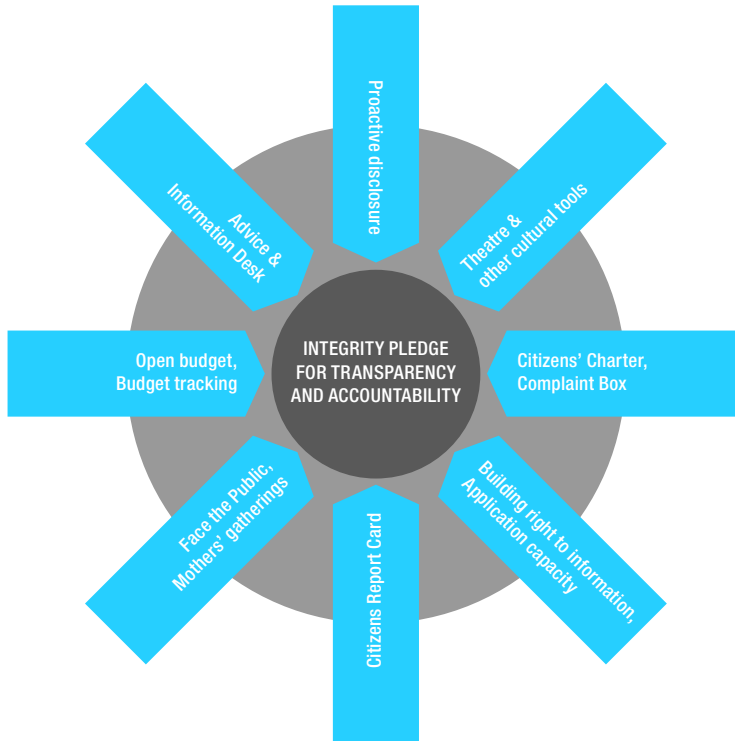 Proactive disclosure
Theatre &
other cultural tools
Citizens’ Charter,
Complaint Box
Building right to information,
Application capacity
Citizens Report Card
Face the Public,
Mothers’ gatherings
Open budget,
Budget tracking
Advice &
Information Desk
INTEGRITY PLEDGE
FOR TRANSPARENCY
AND ACCOUNTABILITY